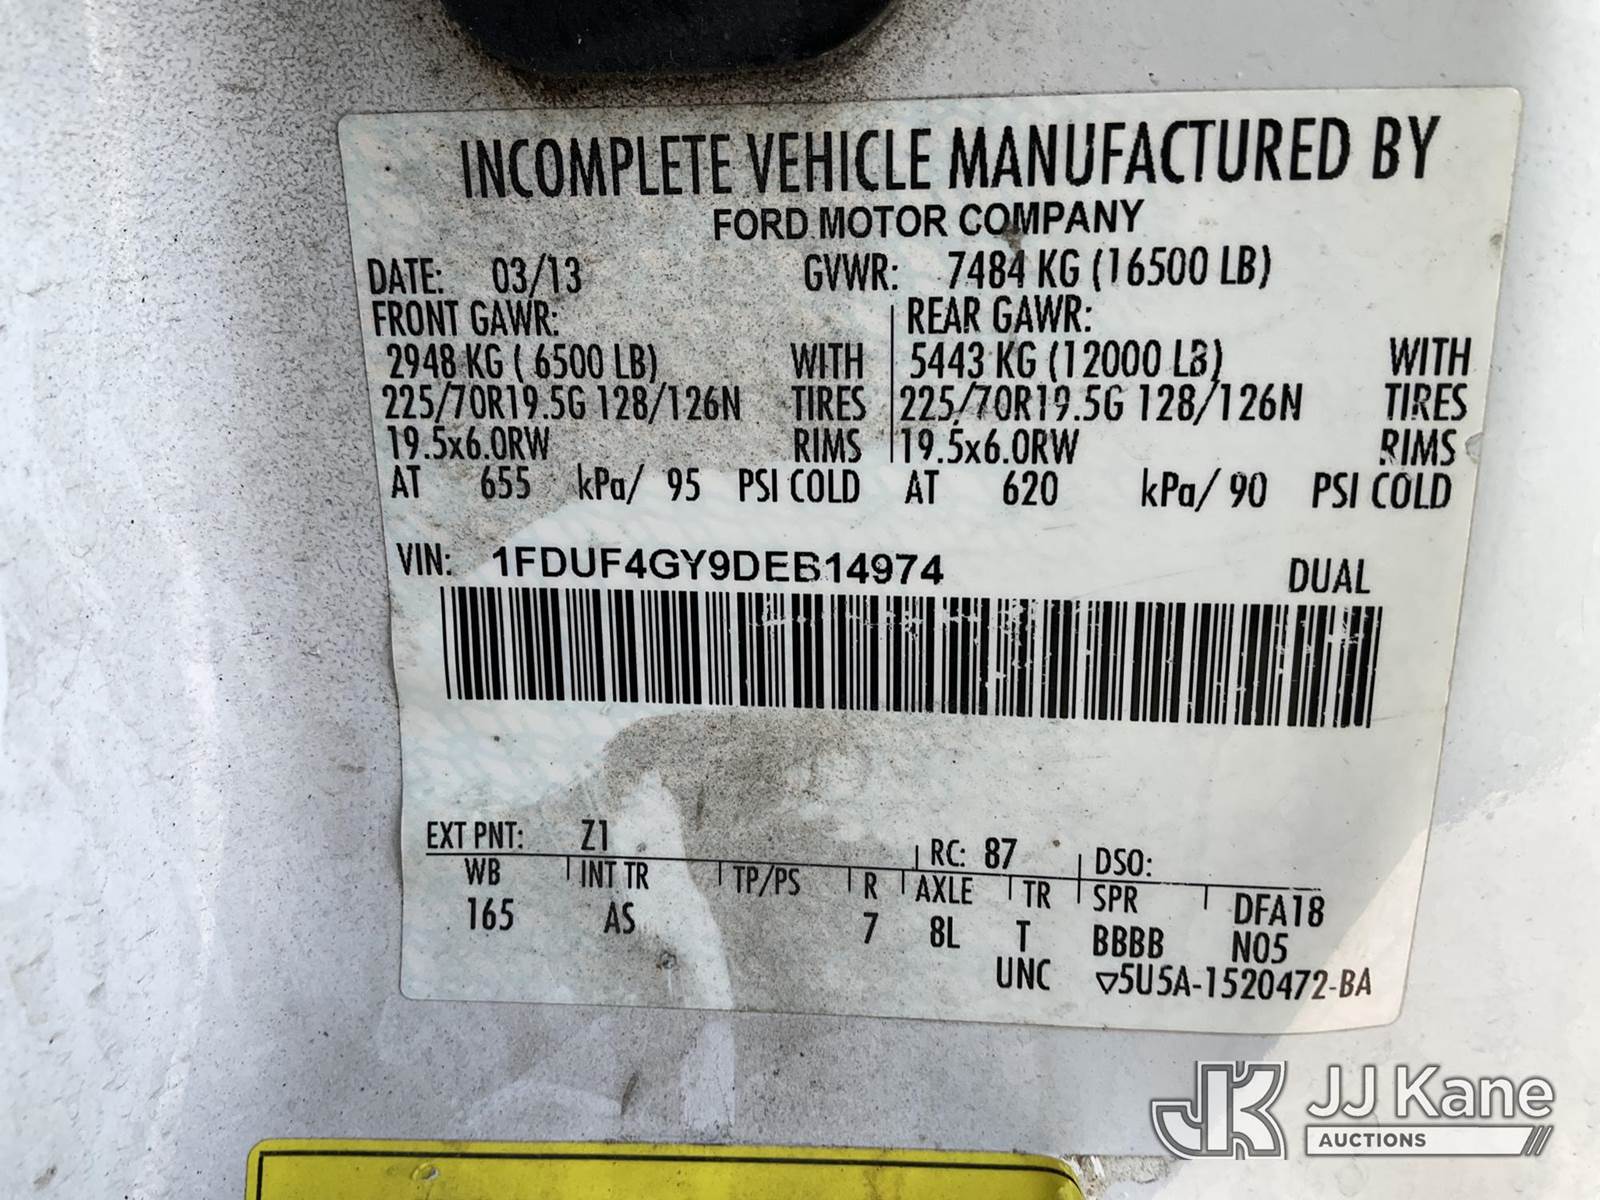 INCOMPLETE VEHICLE MANUFACTURED BY
FORD MOTOR COMPANY
DATE: 03/13 GVWR: 7484 KG (16500 LB)
FRONT GAWR: REAR GAWR:
2948 KG ( 6500 LB) WITH 5443 KG (12000 LB) WITH
225/70R19.5G 128/126N TIRES 225/70R19.5G 128/126N TIRES
19.5x6.0RW RIMS 19.5x6.0RW RIMS
AT 655 kPa/ 95 PSI COLD AT 620 kPa/ 90 PSI COLD
VIN: 1FDUF4GY9DEB14974 DUAL
EXT PNT: Z1 RC: 87 DSO:
WB INT TR TP/PS R AXLE TR SPR DFA18
165 AS 7 8L T BBBB N05
UNC ▽5U5A-1520472-BA
JK JJ Kane
AUCTIONS